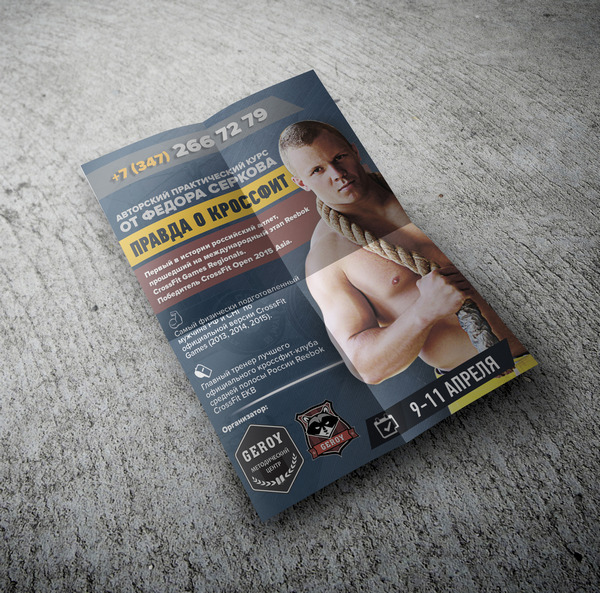 +7 (347) 266 72 79
АВТОРСКИЙ ПРАКТИЧЕСКИЙ КУРС
ОТ ФЕДОРА СЕРКОВА
ПРАВДА О КРОССФИТ
Первый в истории российский атлет,
прошедший на международный этап Reebok
CrossFit Games Regionals.
Победитель CrossFit Open 2015 Asia.
Самый физически подготовленный
мужчина РФ и СНГ по
официальной версии CrossFit
Games (2013, 2014, 2015).
Главный тренер лучшего
официального кроссфит-клуба
средней полосы России Reebok
CrossFit EKB
Организатор:
GEROY
МЕТОДИЧЕСКИЙ
ЦЕНТР
GEROY
9-11 АПРЕЛЯ